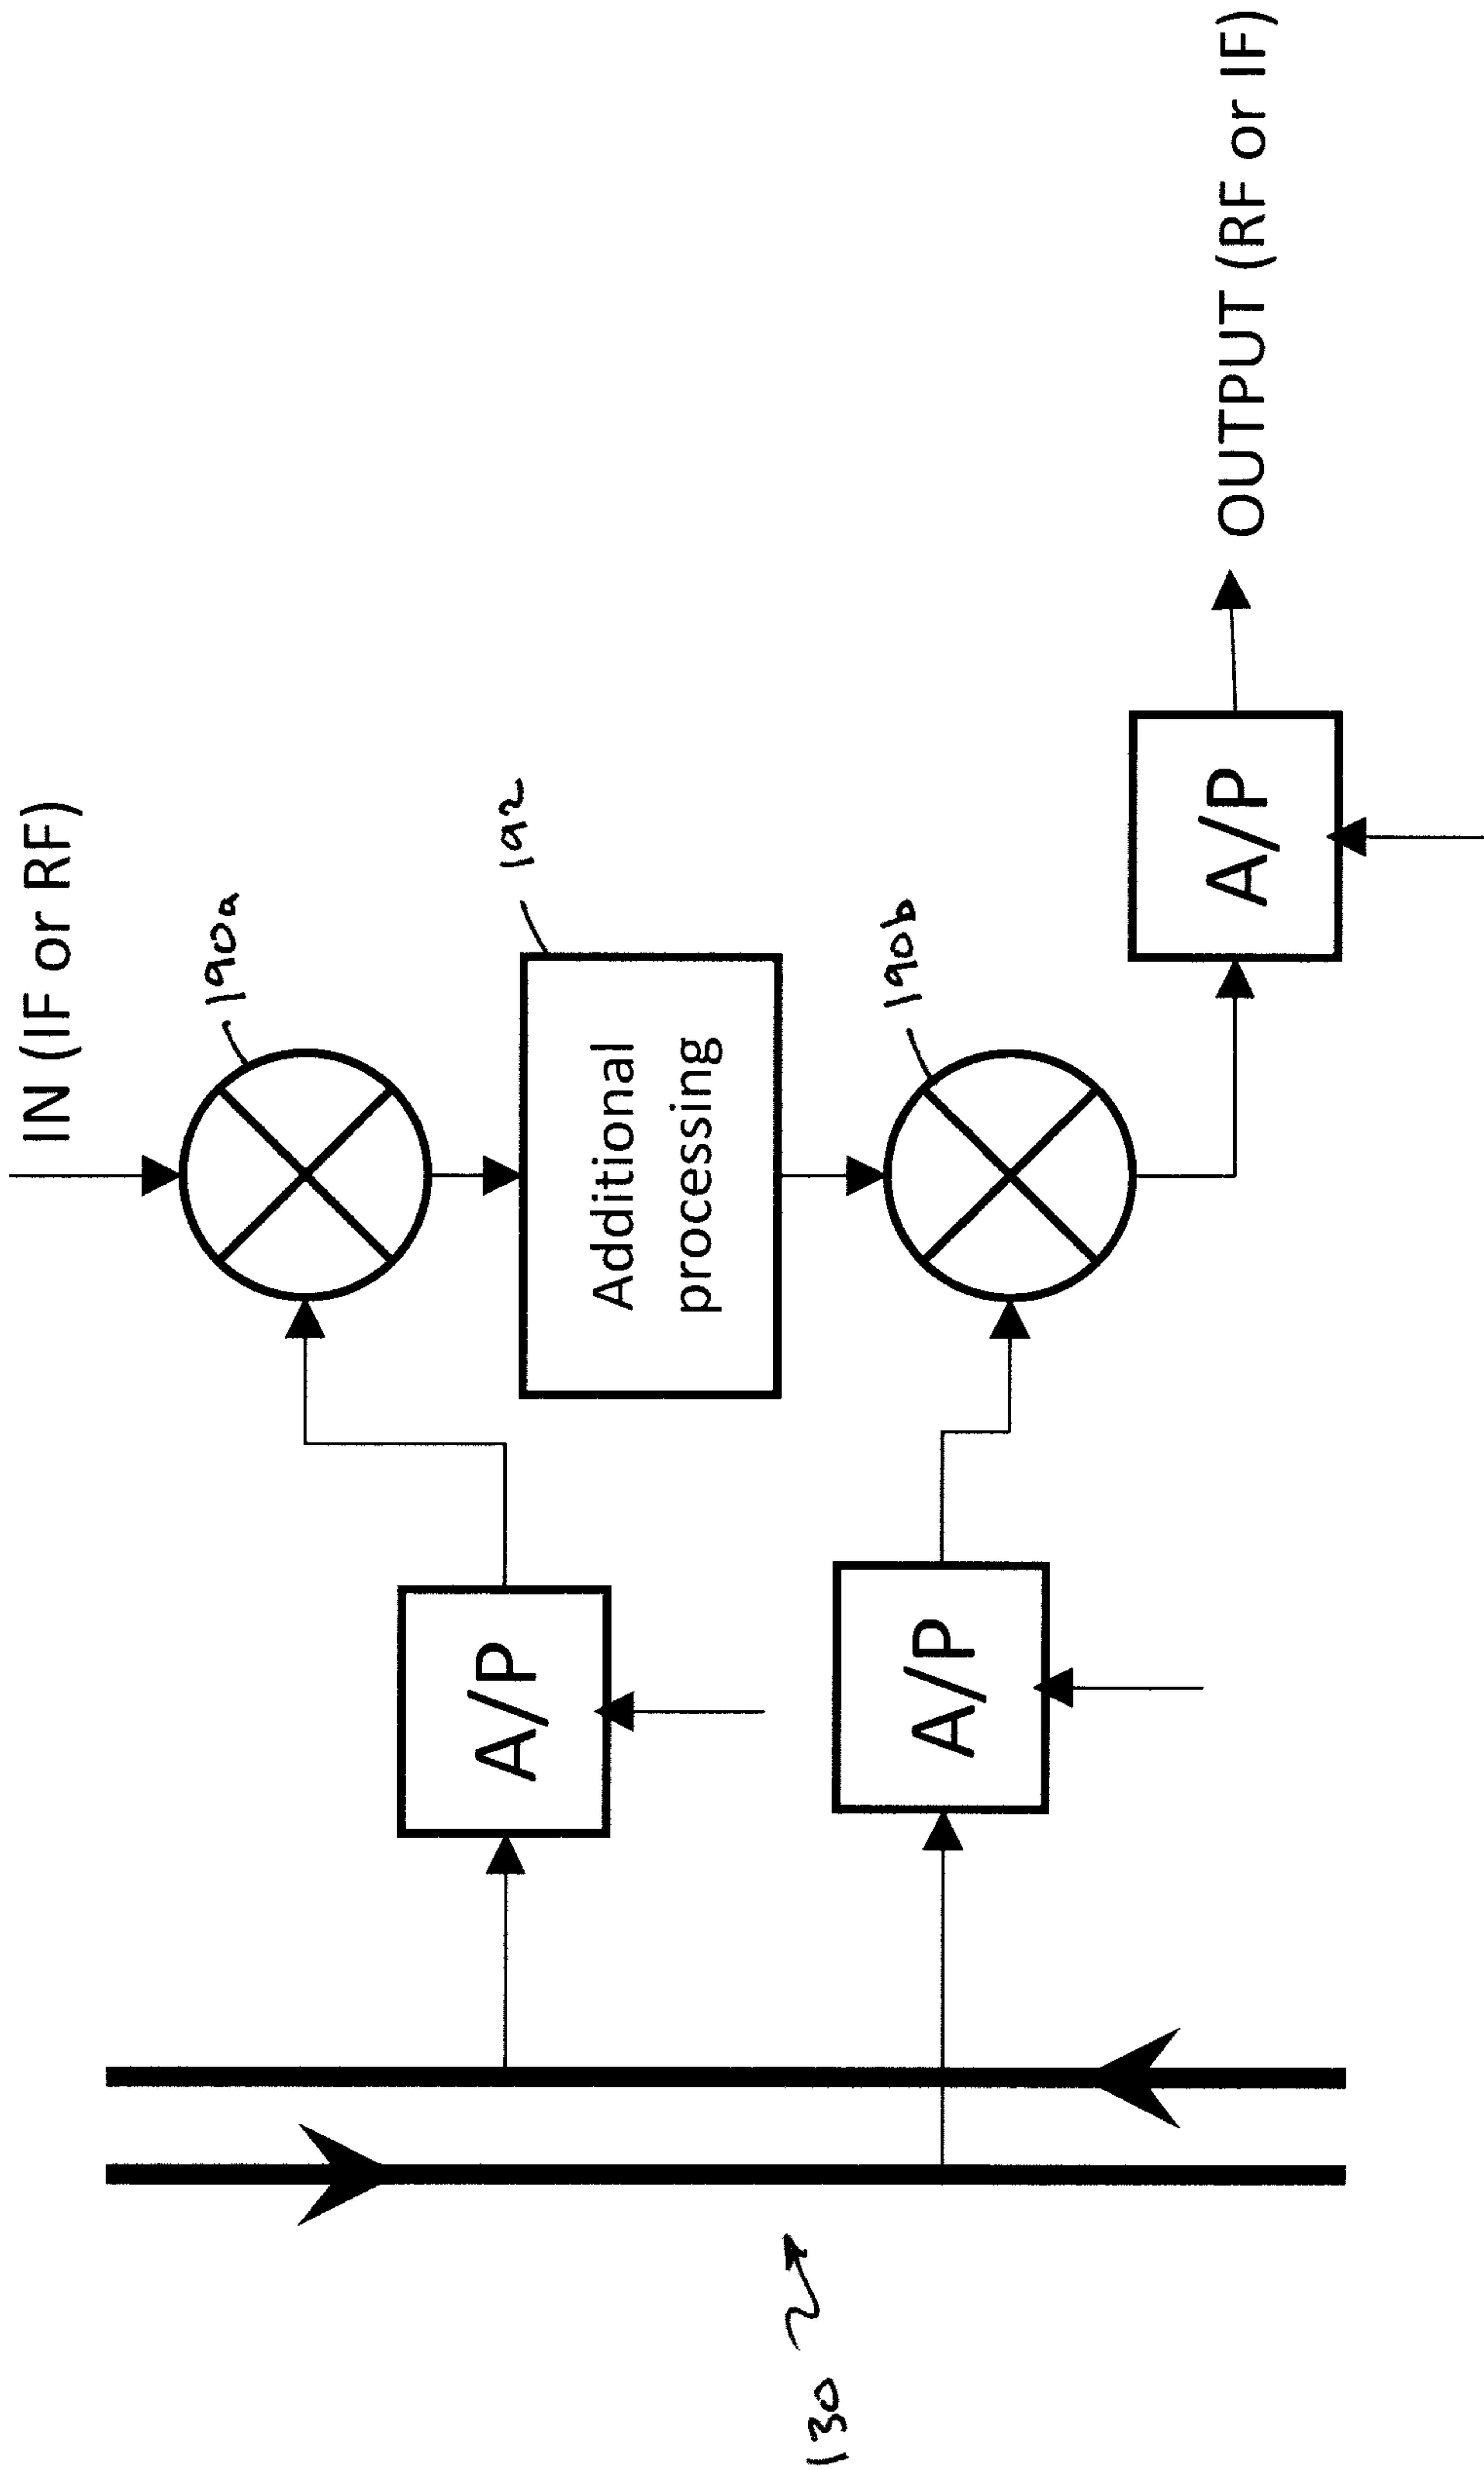 IN (IF or RF)
190a
A/P
192
Additional
processing
190b
A/P
A/P
OUTPUT (RF or IF)
130